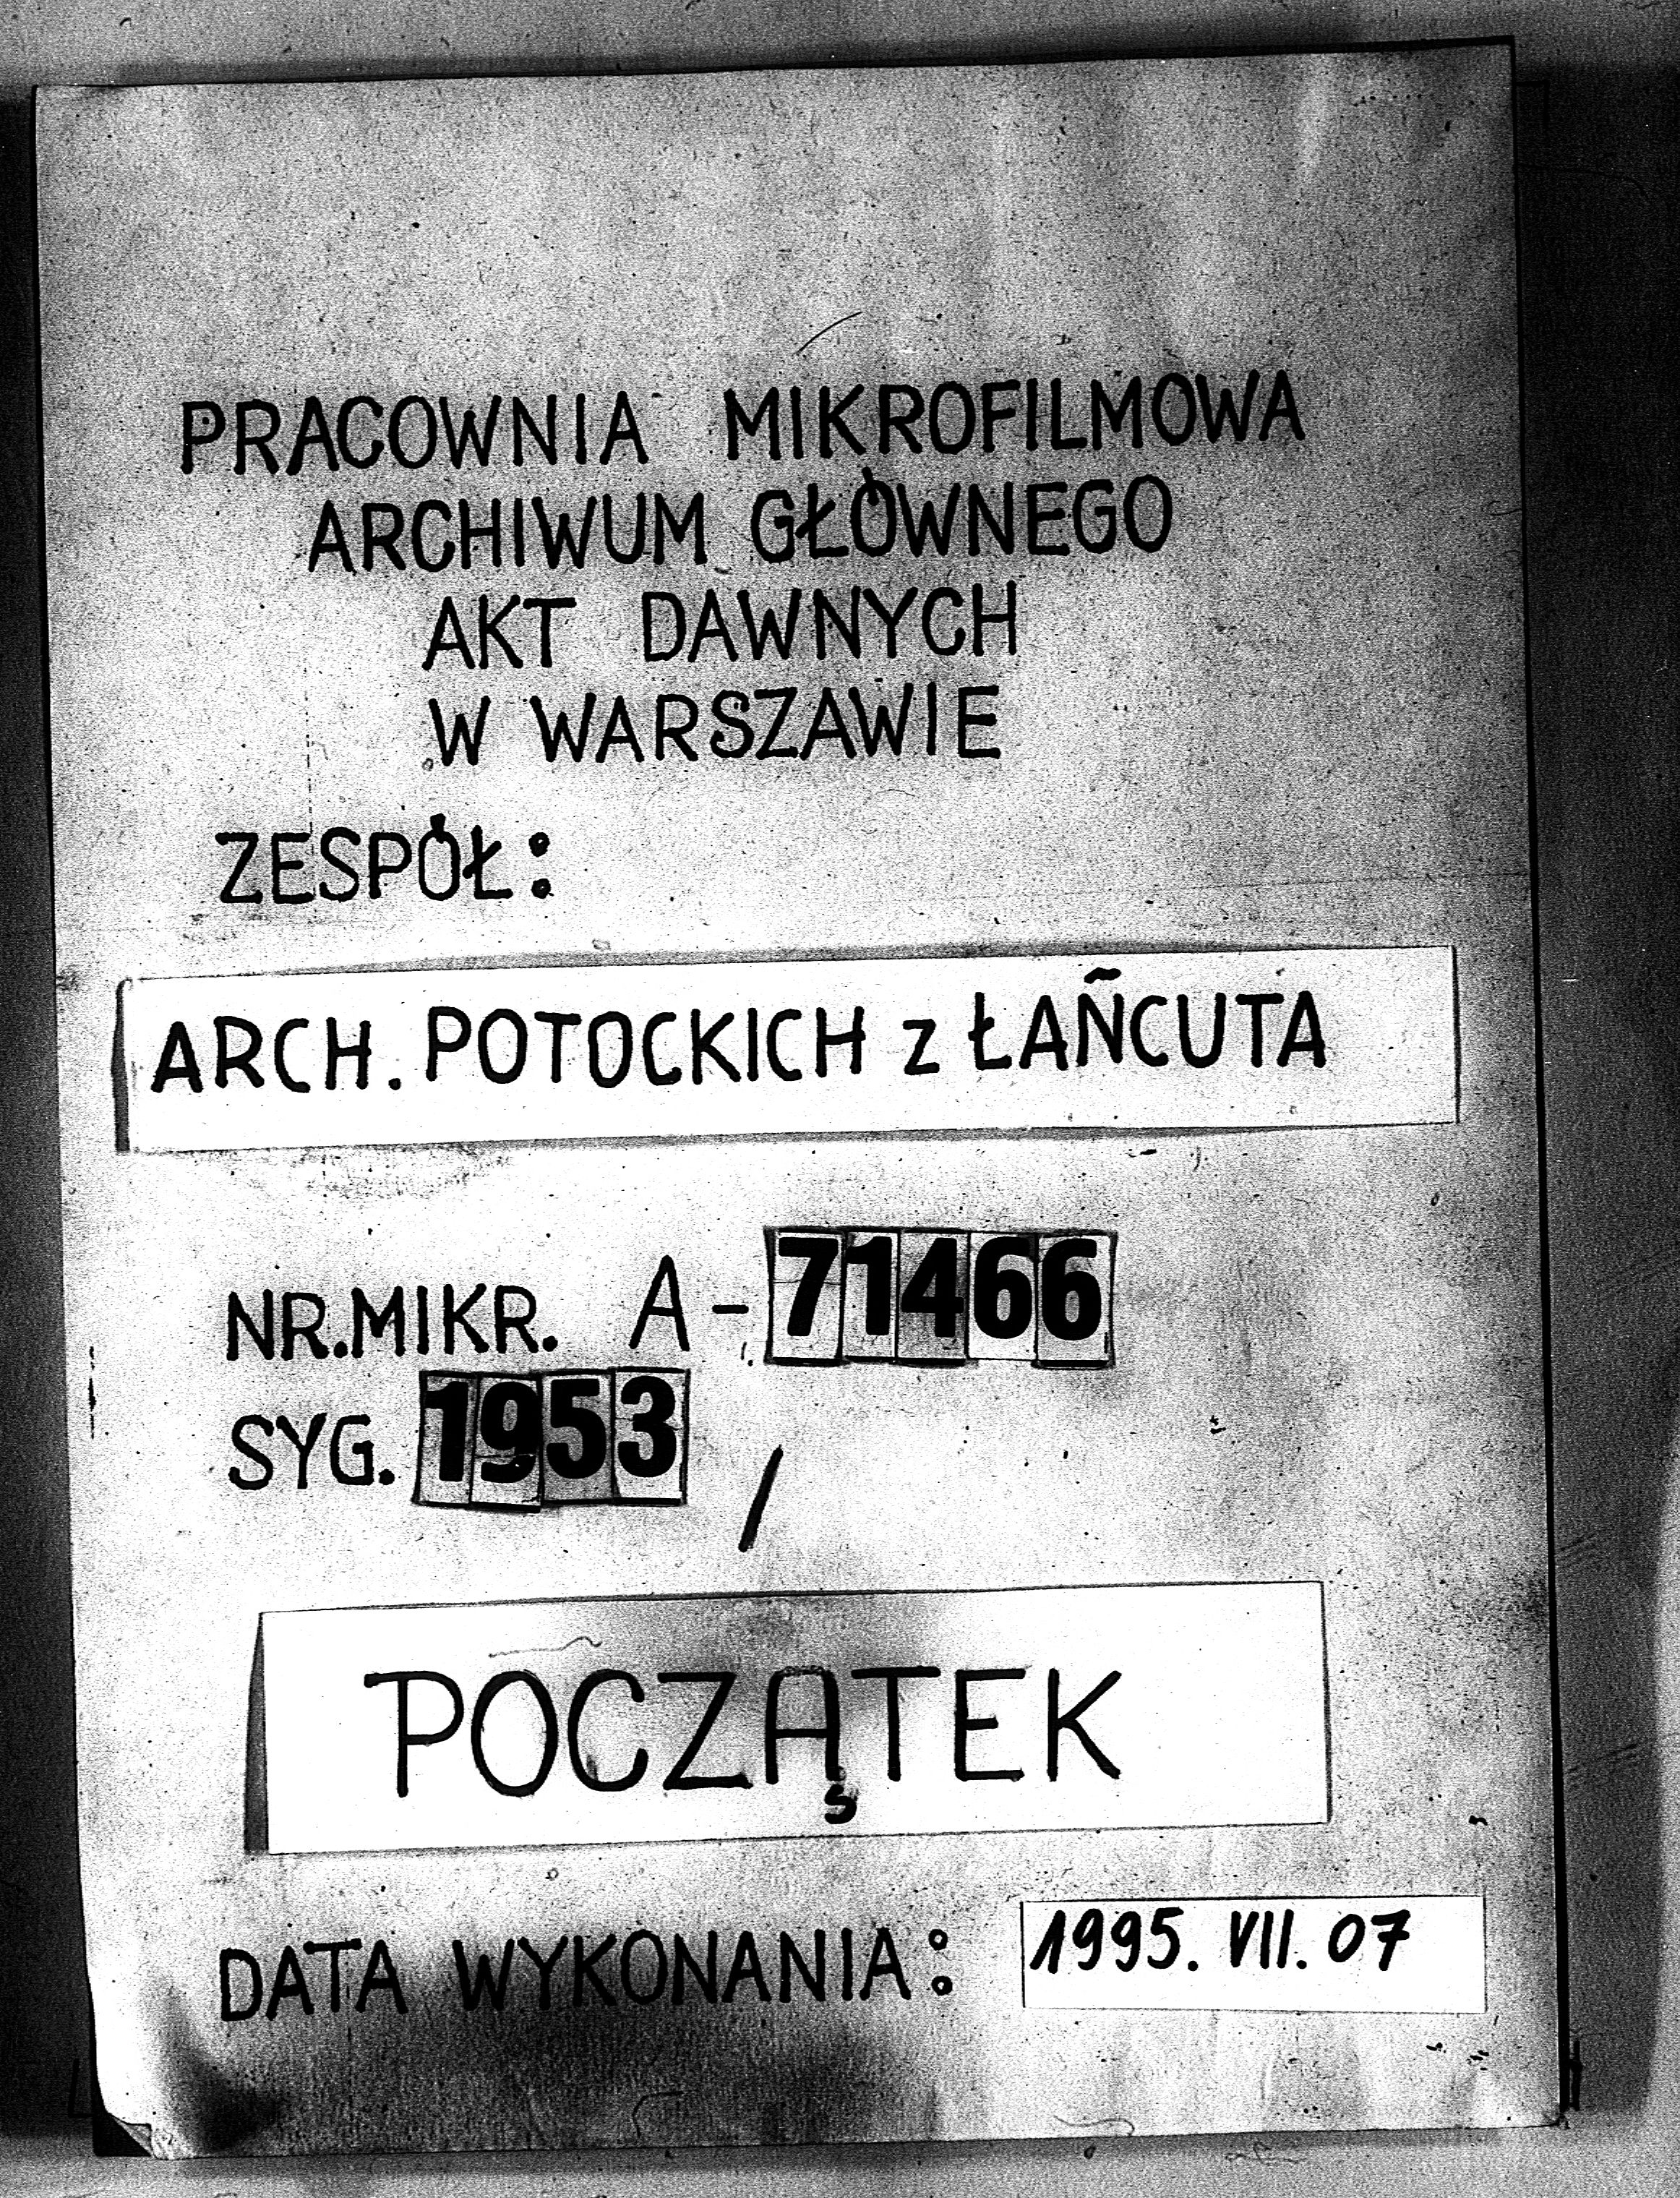 PRACOWNIA MIKROFILMOWA
ARCHIWUM GŁÓWNEGO
AKT DAWNYCH
W WARSZAWIE
ZESPÓŁ:
ARCH. POTOCKICH z ŁAŃCUTA
NR.MIKR. A-71466
SYG. 1953 /
POCZĄTEK
DATA WYKONANIA: 1995. VII. 07